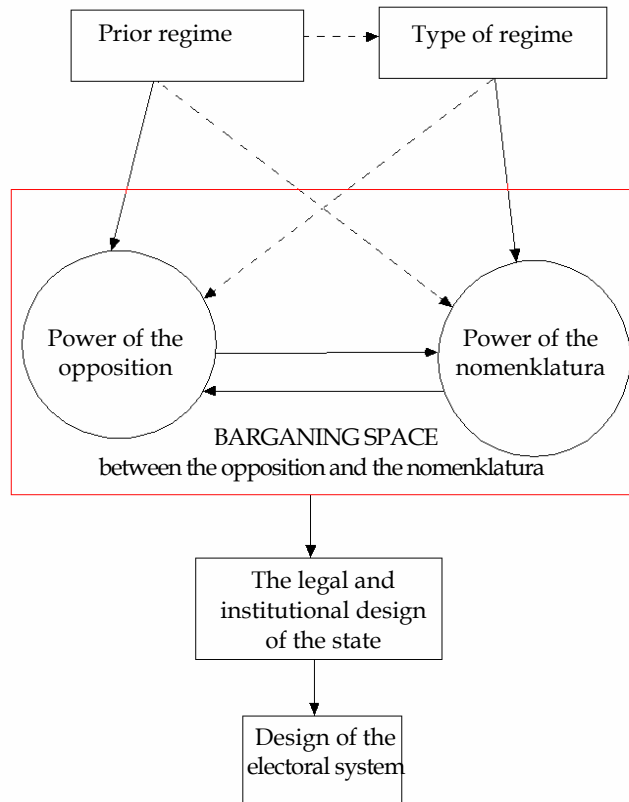 Prior regime
Type of regime
Power of the
opposition
Power of the
nomenklatura
BARGANING SPACE
between the opposition and the nomenklatura
The legal and
institutional design
of the state
Design of the
electoral system